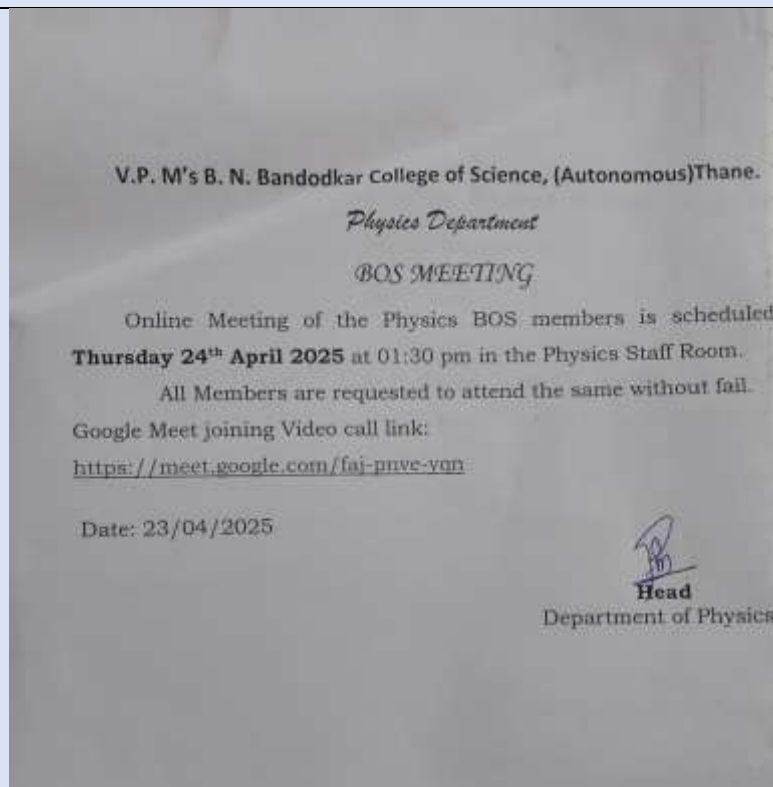 V.P. M's B. N. Bandodkar College of Science, (Autonomous)Thane.
Physics Department
BOS MEETING
Online Meeting of the Physics BOS members is scheduled
Thursday 24th April 2025 at 01:30 pm in the Physics Staff Room.
All Members are requested to attend the same without fail.
Google Meet joining Video call link:
https://meet.google.com/faj-pnve-yqn
Date: 23/04/2025
Head
Department of Physics